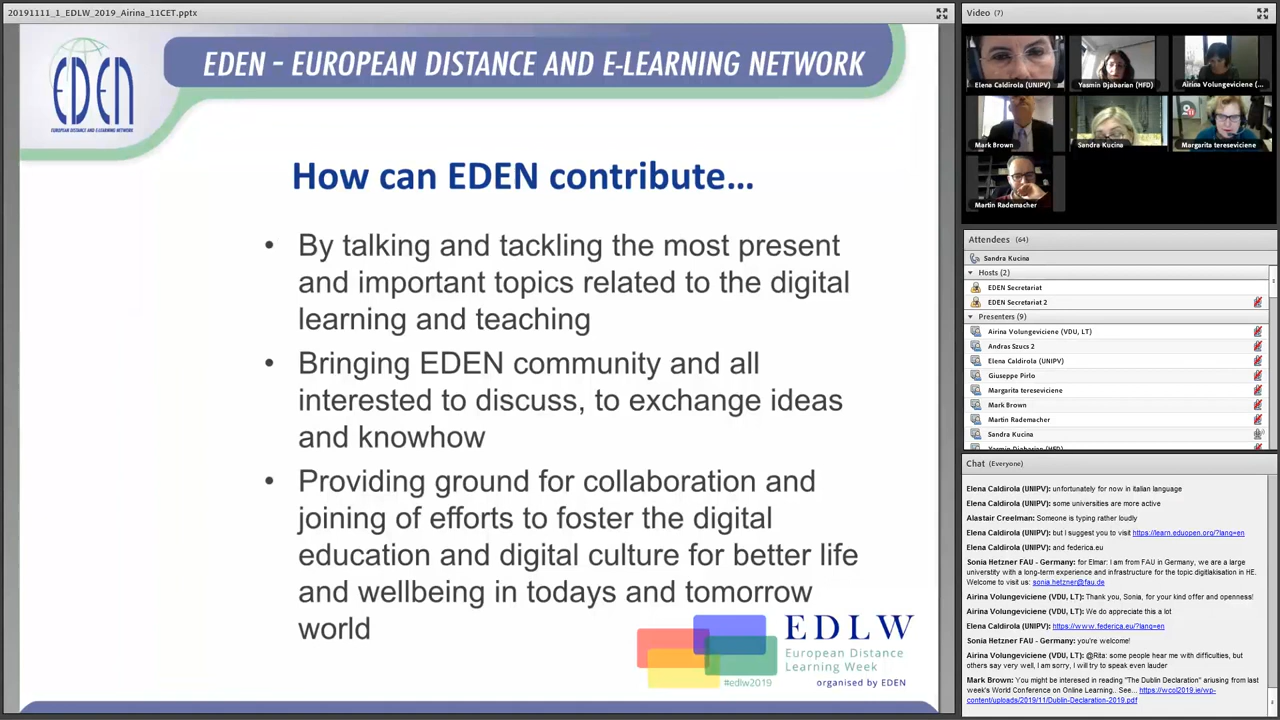 20191111_1_EDLW_2019_Airina_11CET.pptx
EDEN
EUROPEAN DISTANCE AND E-LEARNING NETWORK
EDEN - EUROPEAN DISTANCE AND E-LEARNING NETWORK
How can EDEN contribute...
• By talking and tackling the most present
and important topics related to the digital
learning and teaching
• Bringing EDEN community and all
interested to discuss, to exchange ideas
and knowhow
• Providing ground for collaboration and
joining of efforts to foster the digital
education and digital culture for better life
and wellbeing in todays and tomorrow
world
EDLW
European Distance
Learning Week
#edlw2019
organised by EDEN
Video (7)
Elena Caldirola (UNIPV)
Yasmin Djabarian (HFD)
Airina Volungeviciene (...
Mark Brown
Sandra Kucina
Margarita tereseviciene
Martin Rademacher
Attendees (64)
Sandra Kucina
Hosts (2)
EDEN Secretariat
EDEN Secretariat 2
Presenters (9)
Airina Volungeviciene (VDU, LT)
Andras Szucs 2
Elena Caldirola (UNIPV)
Giuseppe Pirlo
Margarita tereseviciene
Mark Brown
Martin Rademacher
Sandra Kucina
Yasmin Djabarian (HFD)
Chat (Everyone)
Elena Caldirola (UNIPV): unfortunately for now in italian language
Elena Caldirola (UNIPV): some universities are more active
Alastair Creelman: Someone is typing rather loudly
Elena Caldirola (UNIPV): but I suggest you to visit https://learn.eduopen.org/?lang=en
Elena Caldirola (UNIPV): and federica.eu
Sonia Hetzner FAU - Germany: for Elmar: I am from FAU in Germany, we are a large
universtity with a long-term experience and infrastructure for the topic digitlakisation in HE.
Welcome to visit us: sonia.hetzner@fau.de
Airina Volungeviciene (VDU, LT): Thank you, Sonia, for your kind offer and openness!
Airina Volungeviciene (VDU, LT): We do appreciate this a lot
Elena Caldirola (UNIPV): https://www.federica.eu/?lang=en
Sonia Hetzner FAU - Germany: you're welcome!
Airina Volungeviciene (VDU, LT): @Rita: some people hear me with difficulties, but
others say very well, I am sorry, I will try to speak even lauder
Mark Brown: You might be interesed in reading "The Dublin Declaration" ariusing from last
week's World Conference on Online Learning.. See... https://wcol2019.ie/wp-
content/uploads/2019/11/Dublin-Declaration-2019.pdf